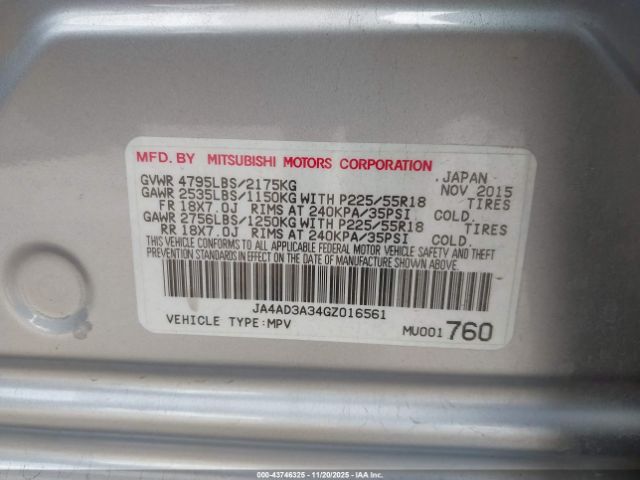 MFD. BY MITSUBISHI MOTORS CORPORATION
JAPAN
GVWR 4795LBS/2175KG NOV 2015
GAWR 2535LBS/1150KG WITH P225/55R18 TIRES
FR 18X7.0J RIMS AT 240KPA/35PSI COLD.
GAWR 2756LBS/1250KG WITH P225/55R18 TIRES
RR 18X7.0J RIMS AT 240KPA/35PSI COLD.
THIS VEHICLE CONFORMS TO ALL APPLICABLE FEDERAL MOTOR VEHICLE SAFETY AND THEFT
PREVENTION STANDARDS IN EFFECT ON THE DATE OF MANUFACTURE SHOWN ABOVE.
JA4AD3A34GZ016561
VEHICLE TYPE:MPV MU001 760
© - 43746325 - 11/20/2025 - IAAI.COM